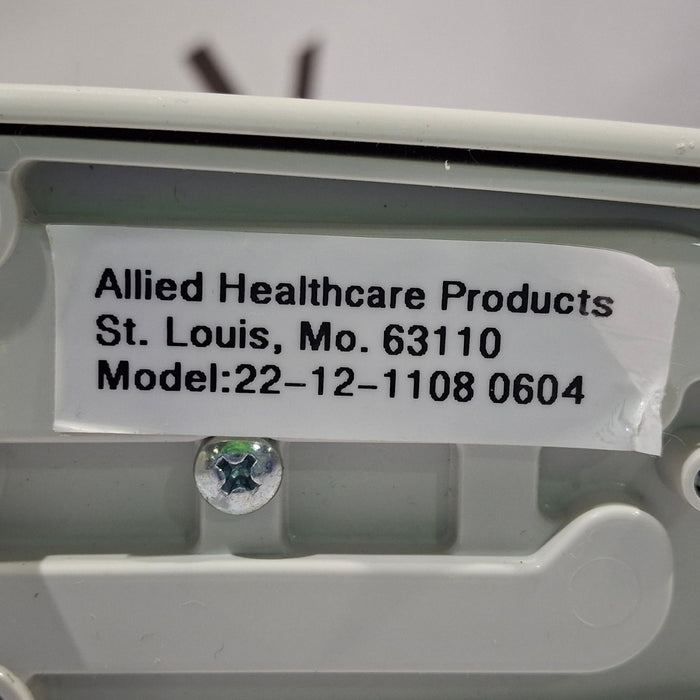 Allied Healthcare Products
St. Louis, Mo. 63110
Model:22-12-1108 0604